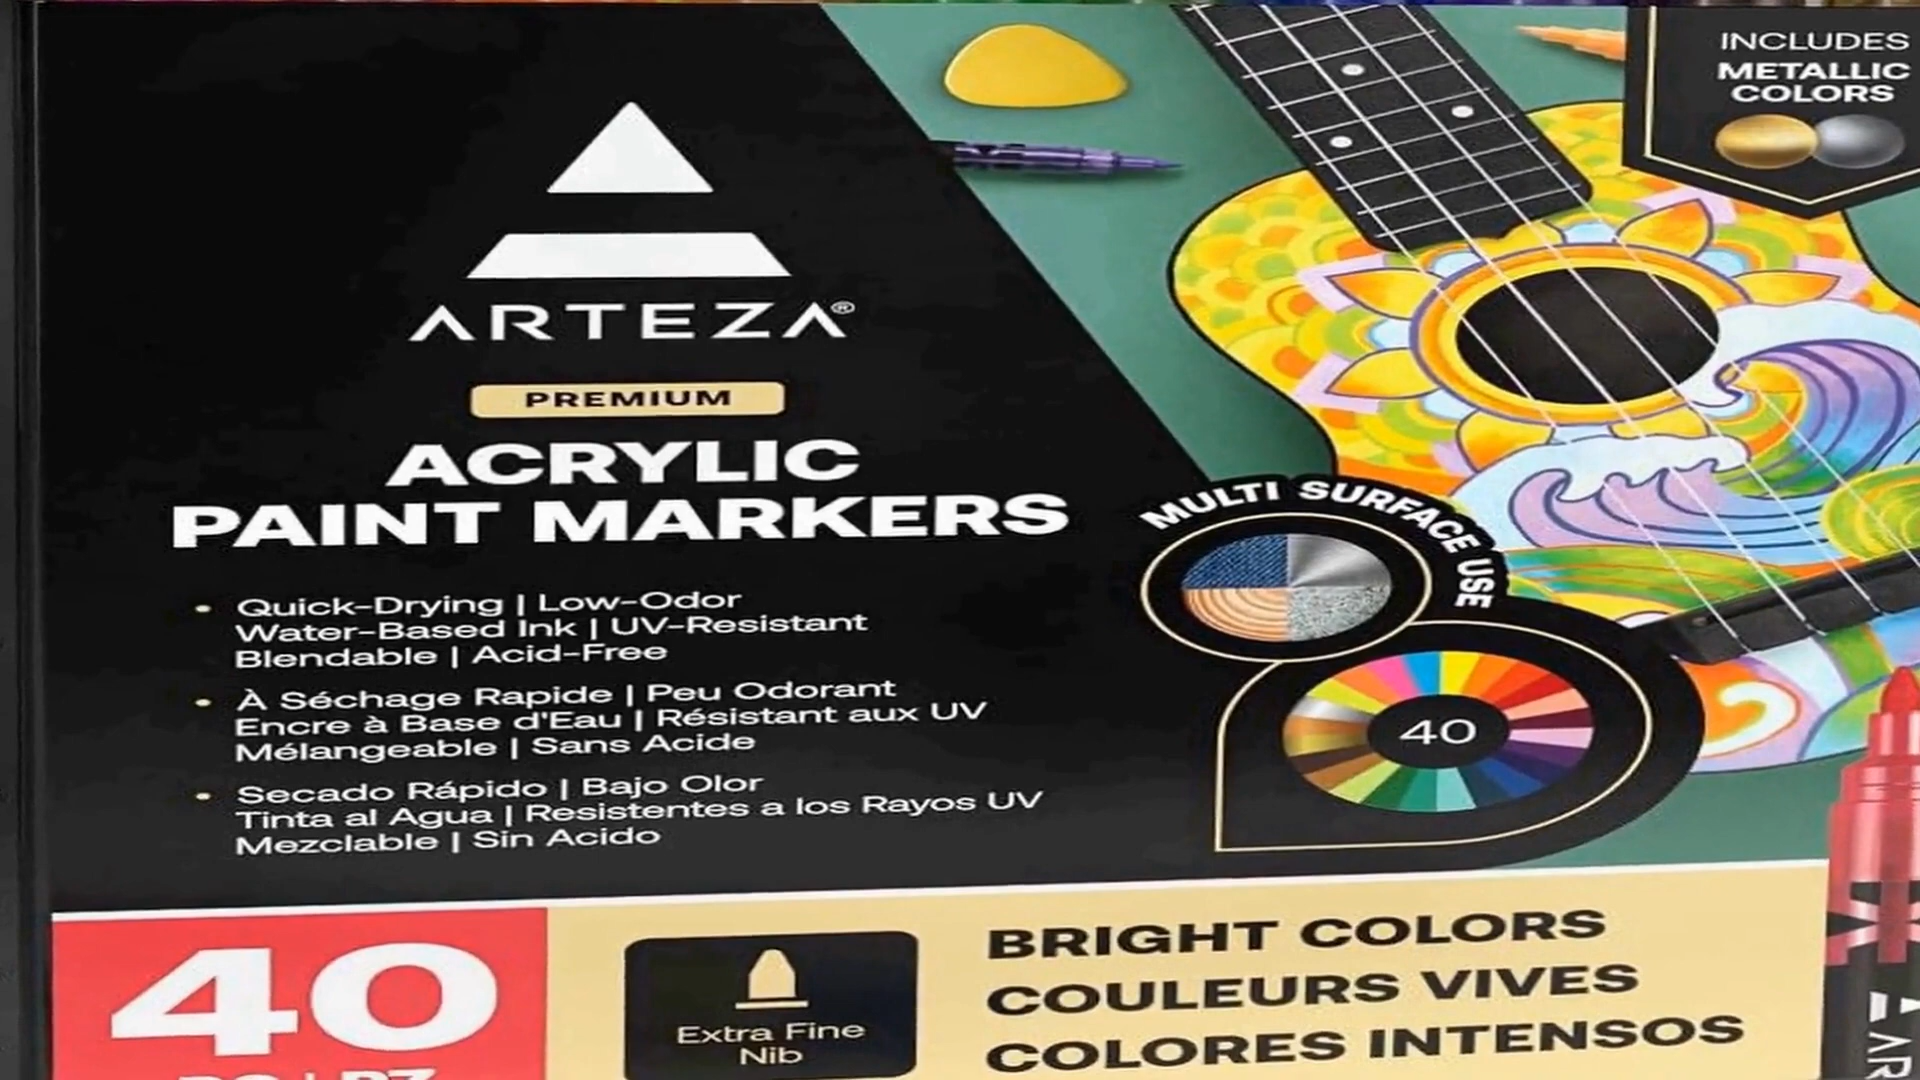 INCLUDES
METALLIC
COLORS
ARTEZA®
PREMIUM
ACRYLIC
PAINT MARKERS
MULTI SURFACE USE
• Quick-Drying | Low-Odor
Water-Based Ink | UV-Resistant
Blendable | Acid-Free
• À Séchage Rapide | Peu Odorant
Encre à Base d'Eau | Résistant aux UV
Mélangeable | Sans Acide
• Secado Rápido | Bajo Olor
Tinta al Agua | Resistentes a los Rayos UV
Mezclable | Sin Acido
40
40
Extra Fine
Nib
BRIGHT COLORS
COULEURS VIVES
COLORES INTENSOS